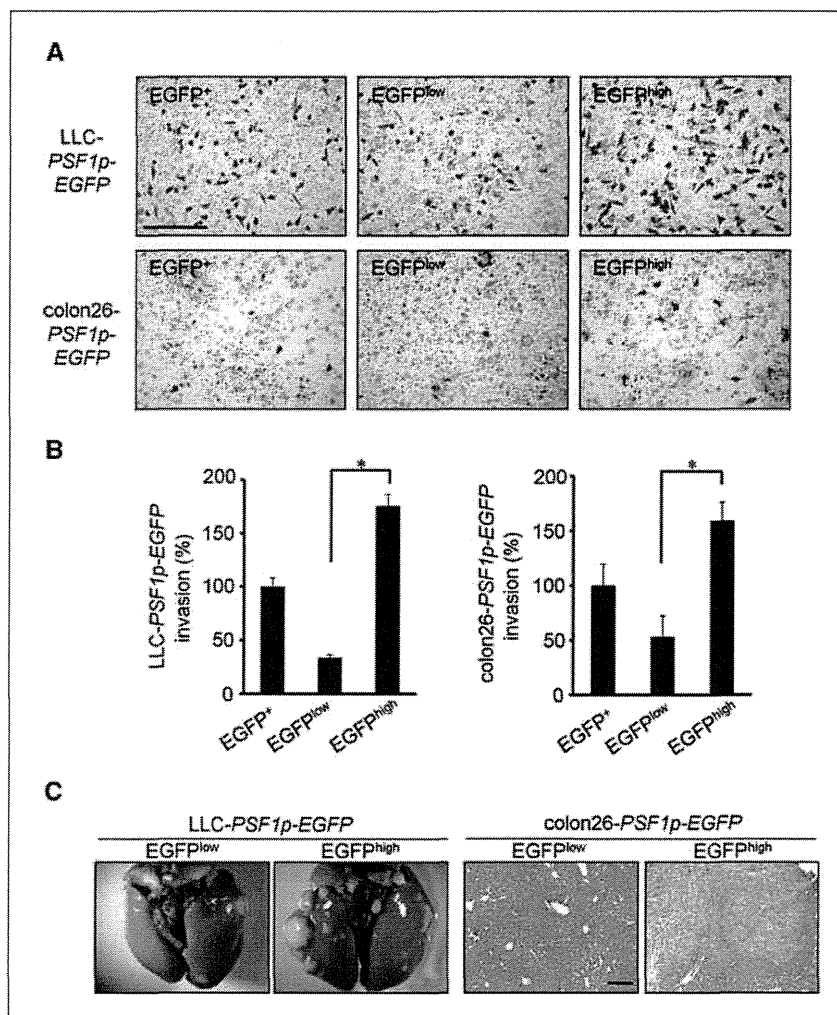 A
EGFP⁺
EGFPˡᵒʷ
EGFPʰⁱᵍʰ
LLC-
PSF1p-
EGFP
EGFP⁺
EGFPˡᵒʷ
EGFPʰⁱᵍʰ
colon26-
PSF1p-
EGFP
B
LLC-PSF1p-EGFP
invasion (%)
200
150
100
50
0
*
EGFP⁺
EGFPˡᵒʷ
EGFPʰⁱᵍʰ
colon26-PSF1p-EGFP
invasion (%)
200
150
100
50
0
*
EGFP⁺
EGFPˡᵒʷ
EGFPʰⁱᵍʰ
C
LLC-PSF1p-EGFP
EGFPˡᵒʷ
EGFPʰⁱᵍʰ
colon26-PSF1p-EGFP
EGFPˡᵒʷ
EGFPʰⁱᵍʰ